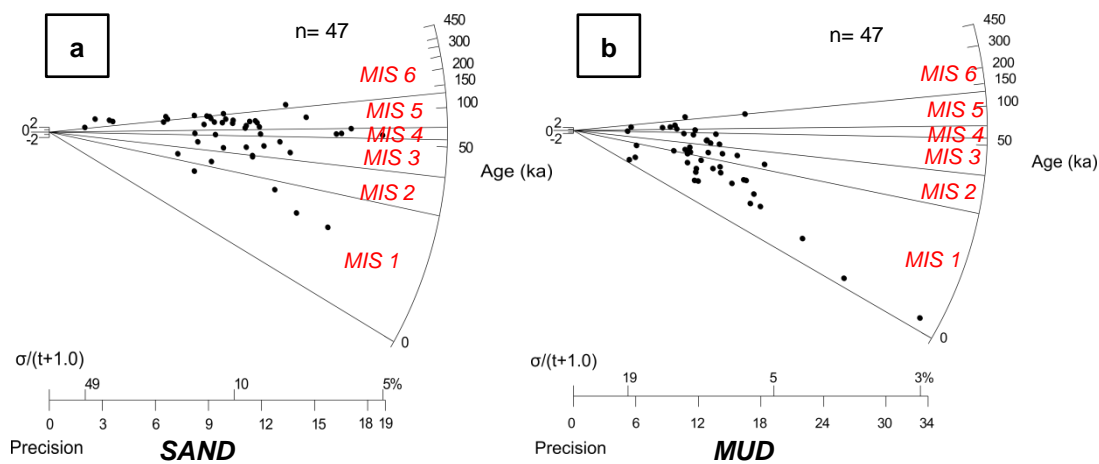 a
n= 47
450
300
200
150
100
50
0
MIS 6
MIS 5
MIS 4
MIS 3
MIS 2
MIS 1
Age (ka)
2
0
-2
σ/(t+1.0)
49 10 5%
0 3 6 9 12 15 18 19
Precision
SAND
b
n= 47
450
300
200
150
100
50
0
MIS 6
MIS 5
MIS 4
MIS 3
MIS 2
MIS 1
Age (ka)
2
0
-2
σ/(t+1.0)
19 5 3%
0 6 12 18 24 30 34
Precision
MUD